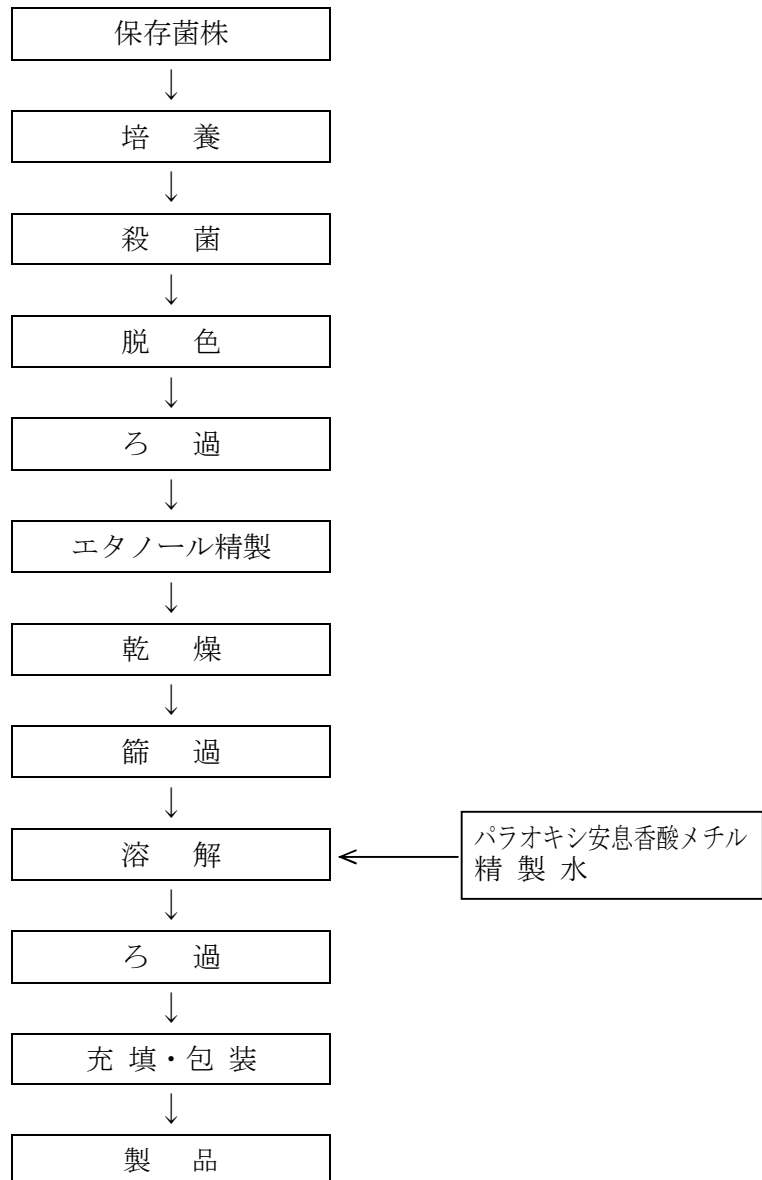 保存菌株
↓
培 養
↓
殺 菌
↓
脱 色
↓
ろ 過
↓
エタノール精製
↓
乾 燥
↓
篩 過
↓
溶 解
←
パラオキシ安息香酸メチル
精 製 水
↓
ろ 過
↓
充 填・包 装
↓
製 品